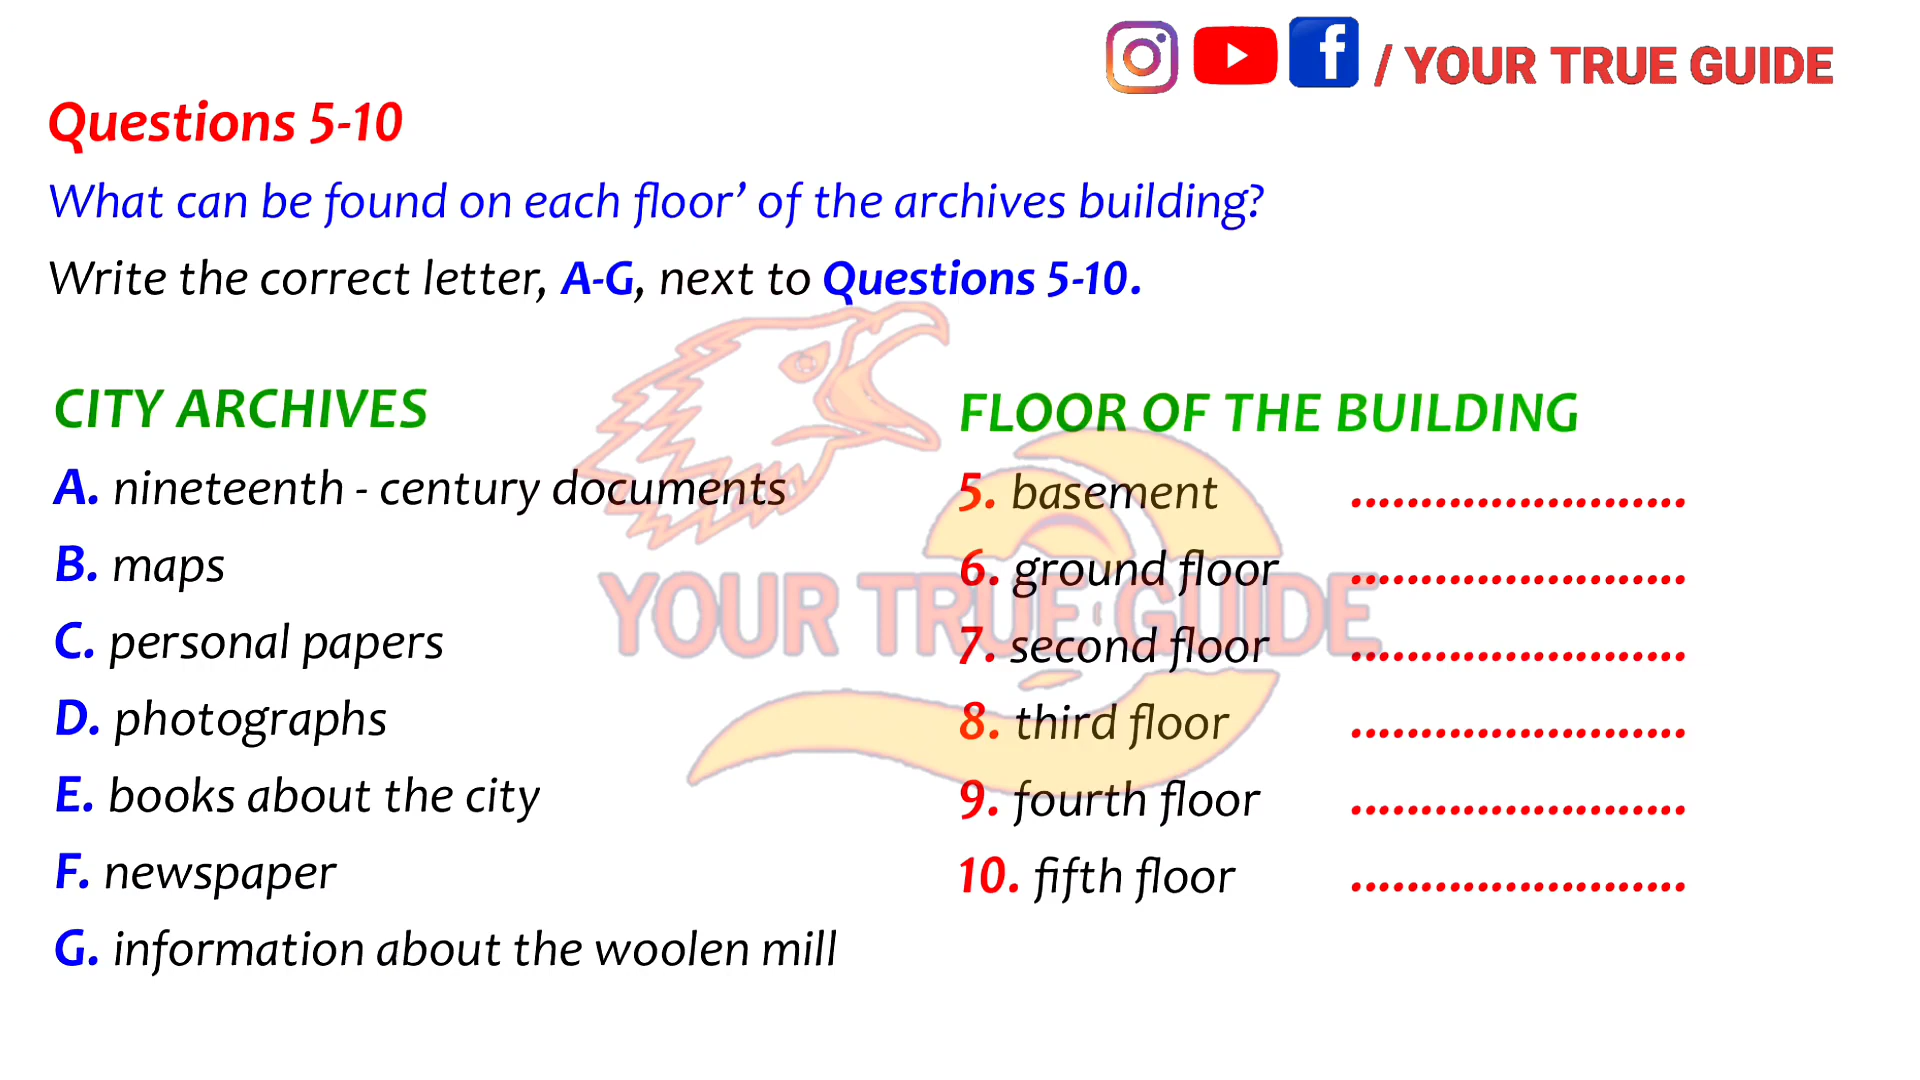 / YOUR TRUE GUIDE
Questions 5-10
What can be found on each floor’ of the archives building?
Write the correct letter, A-G, next to Questions 5-10.
CITY ARCHIVES
A. nineteenth - century documents
B. maps
C. personal papers
D. photographs
E. books about the city
F. newspaper
G. information about the woolen mill
FLOOR OF THE BUILDING
5. basement ........................
6. ground floor ........................
7. second floor ........................
8. third floor ........................
9. fourth floor ........................
10. fifth floor ........................
YOUR TRUE GUIDE